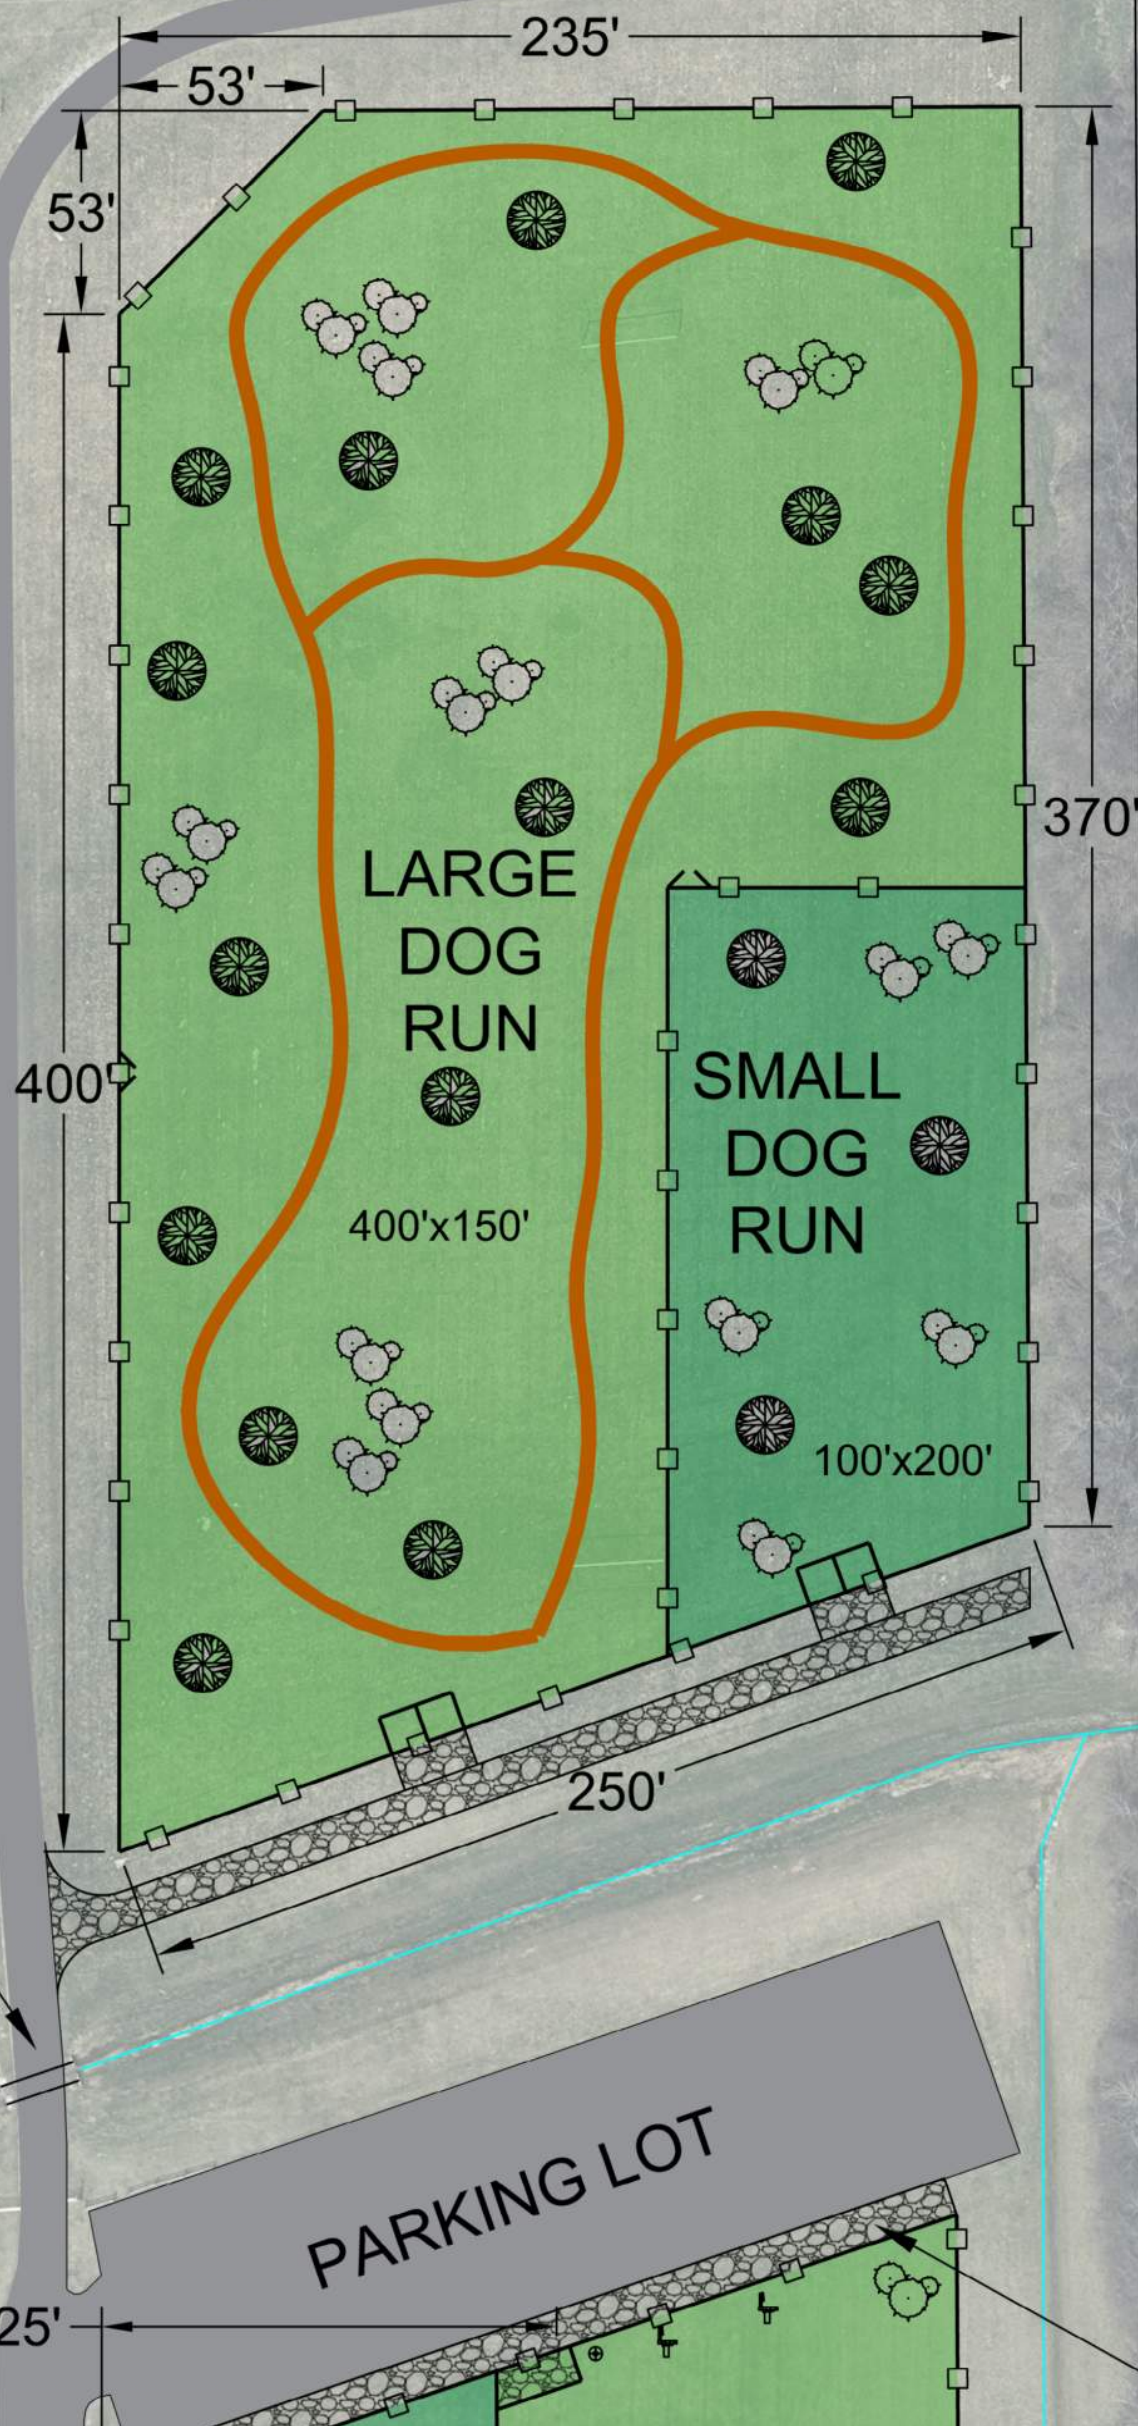 235'
53'
53'
370'
LARGE
DOG
RUN
400'
SMALL
DOG
RUN
400'x150'
100'x200'
250'
PARKING LOT
25'